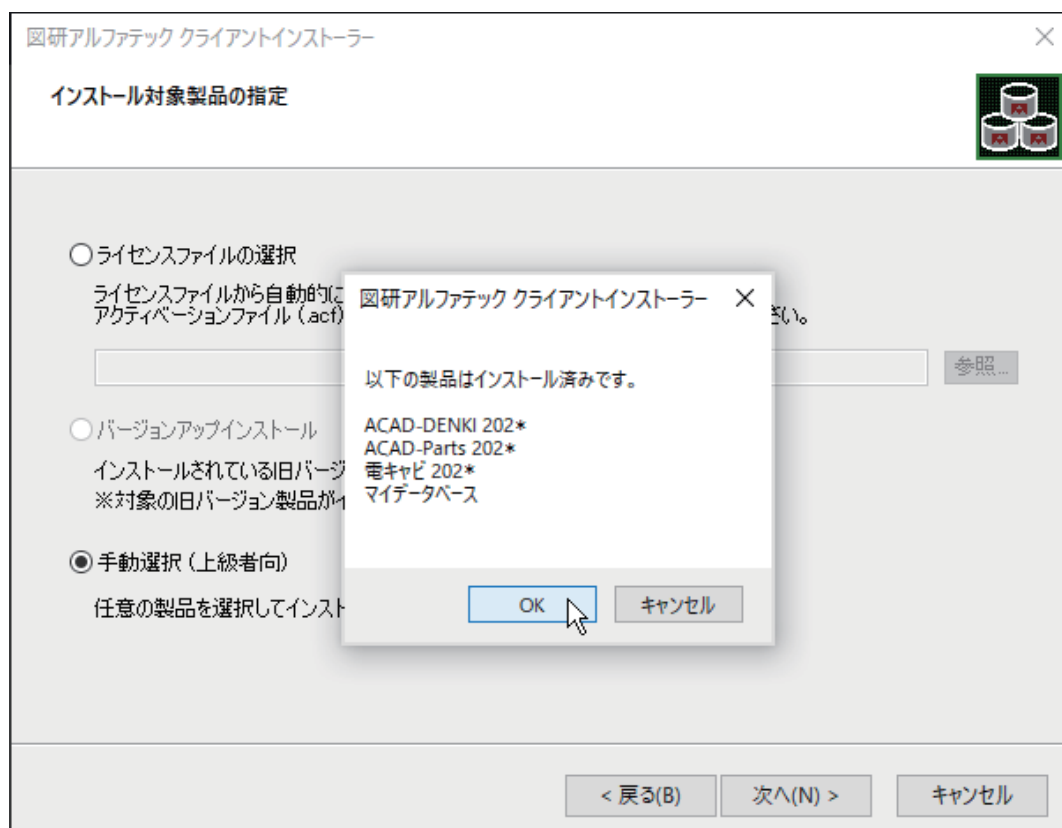 図研アルファテック クライアントインストーラー
インストール対象製品の指定
ライセンスファイルの選択
ライセンスファイルから自動的に
アクティベーションファイル（.acf）
さい。
参照...
バージョンアップインストール
インストールされている旧バージ
※対象の旧バージョン製品がイ
手動選択（上級者向）
任意の製品を選択してインスト
図研アルファテック クライアントインストーラー
以下の製品はインストール済みです。
ACAD-DENKI 202*
ACAD-Parts 202*
電キャビ 202*
マイデータベース
OK
キャンセル
< 戻る(B)
次へ(N) >
キャンセル